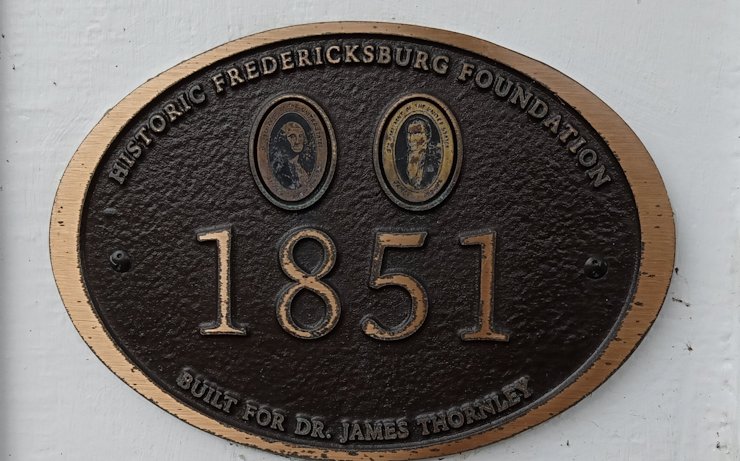 HISTORIC FREDERICKSBURG FOUNDATION
1851
BUILT FOR DR. JAMES THORNLEY